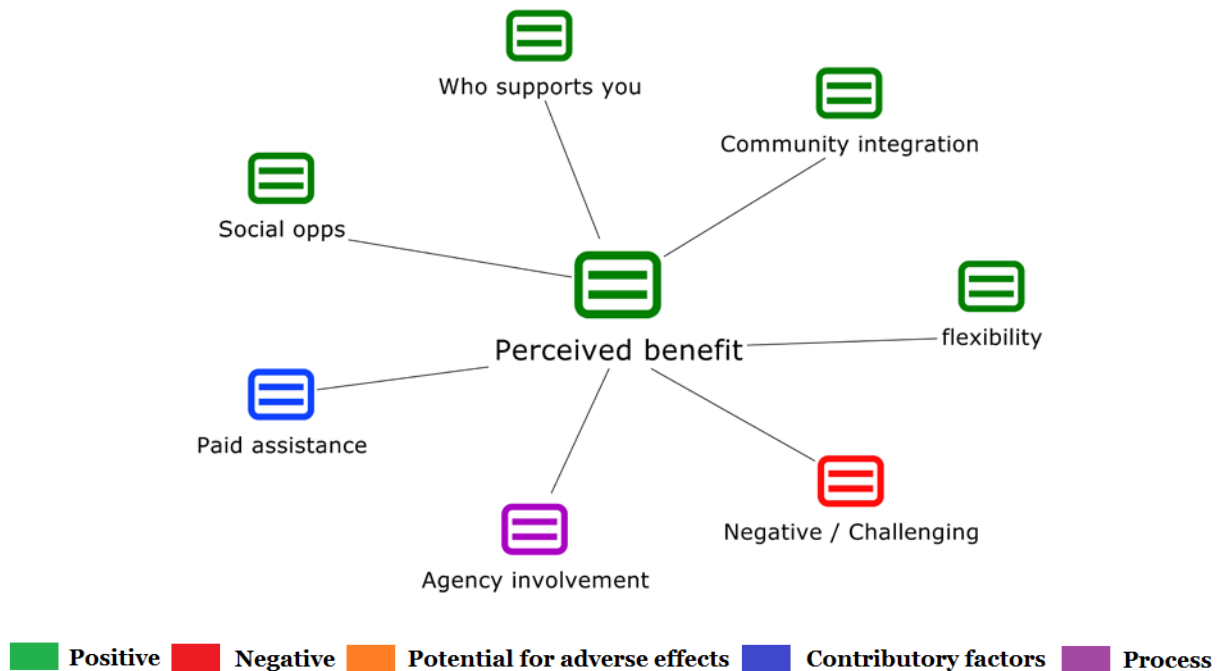 Who supports you
Community integration
Social opps
flexibility
Perceived benefit
Paid assistance
Negative / Challenging
Agency involvement
Positive Negative Potential for adverse effects Contributory factors Process